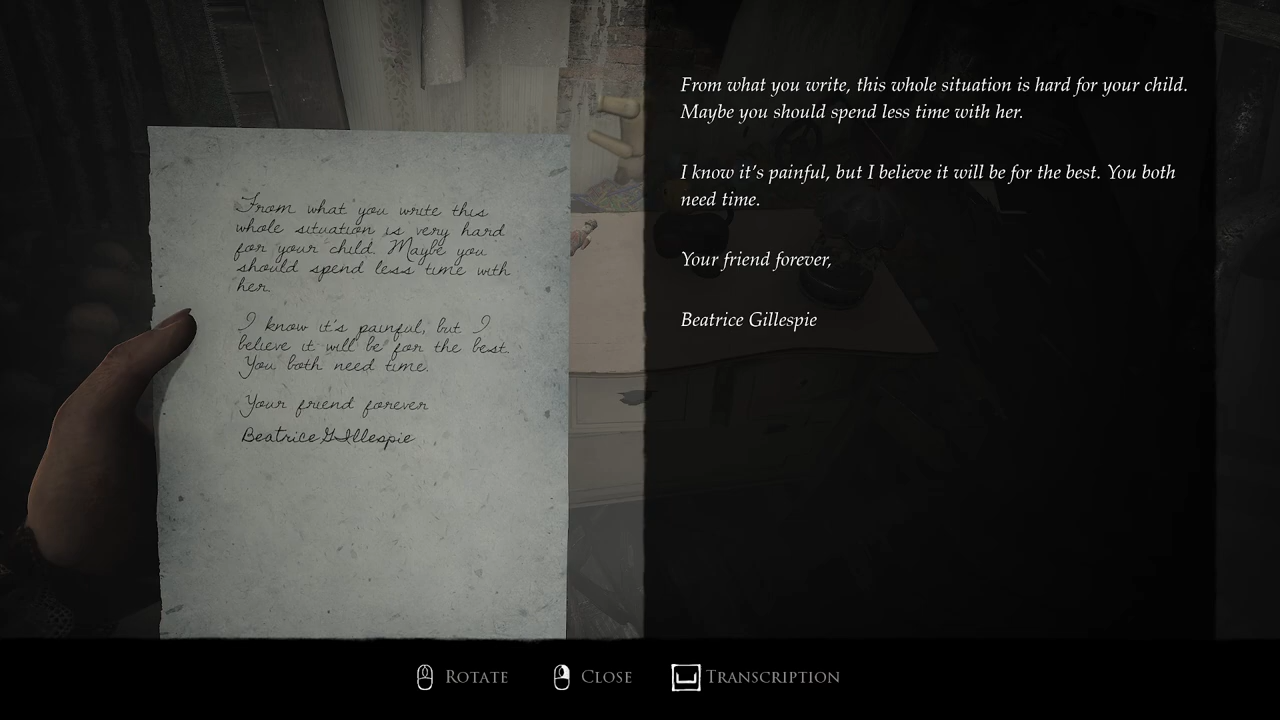 From what you write this
whole situation is very hard
for your child. Maybe you
should spend less time with
her.
I know it's painful, but I
believe it will be for the best.
You both need time.
Your friend forever
Beatrice Gillespie
From what you write, this whole situation is hard for your child.
Maybe you should spend less time with her.
I know it's painful, but I believe it will be for the best. You both
need time.
Your friend forever,
Beatrice Gillespie
Rotate
Close
Transcription